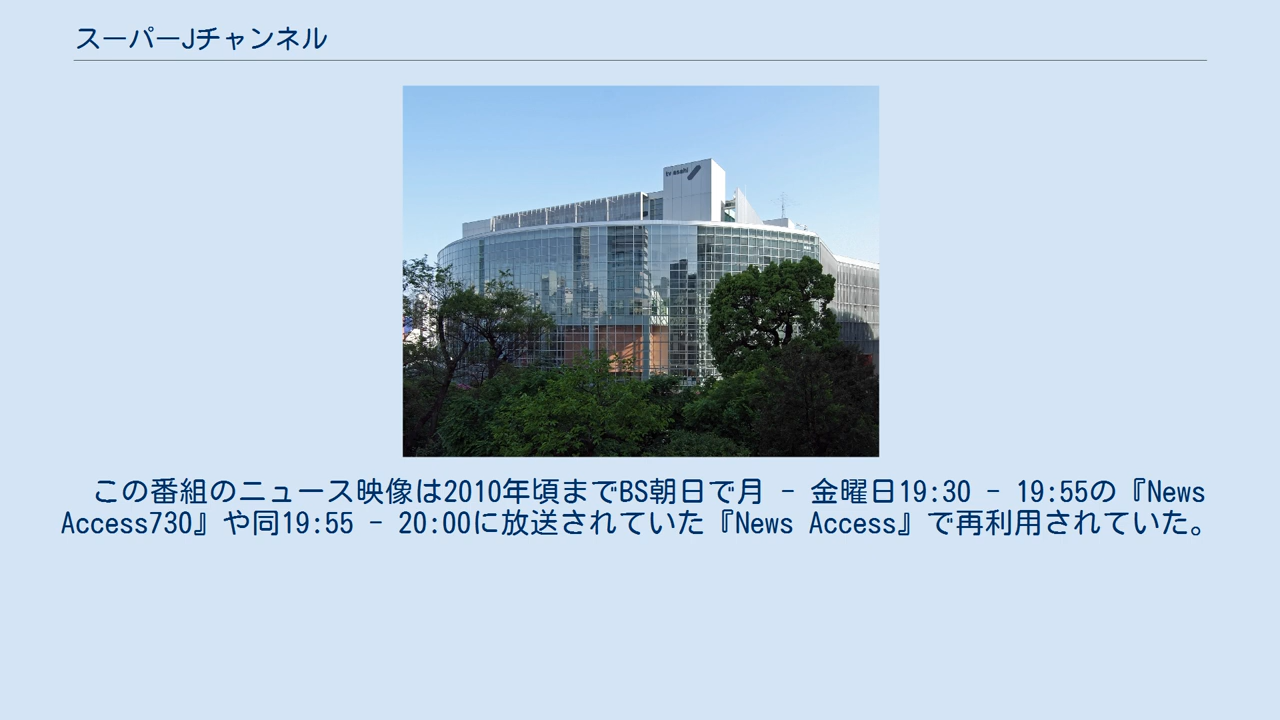 スーパーJチャンネル
tv asahi
この番組のニュース映像は2010年頃までBS朝日で月 - 金曜日19:30 - 19:55の『News
Access730』や同19:55 - 20:00に放送されていた『News Access』で再利用されていた。